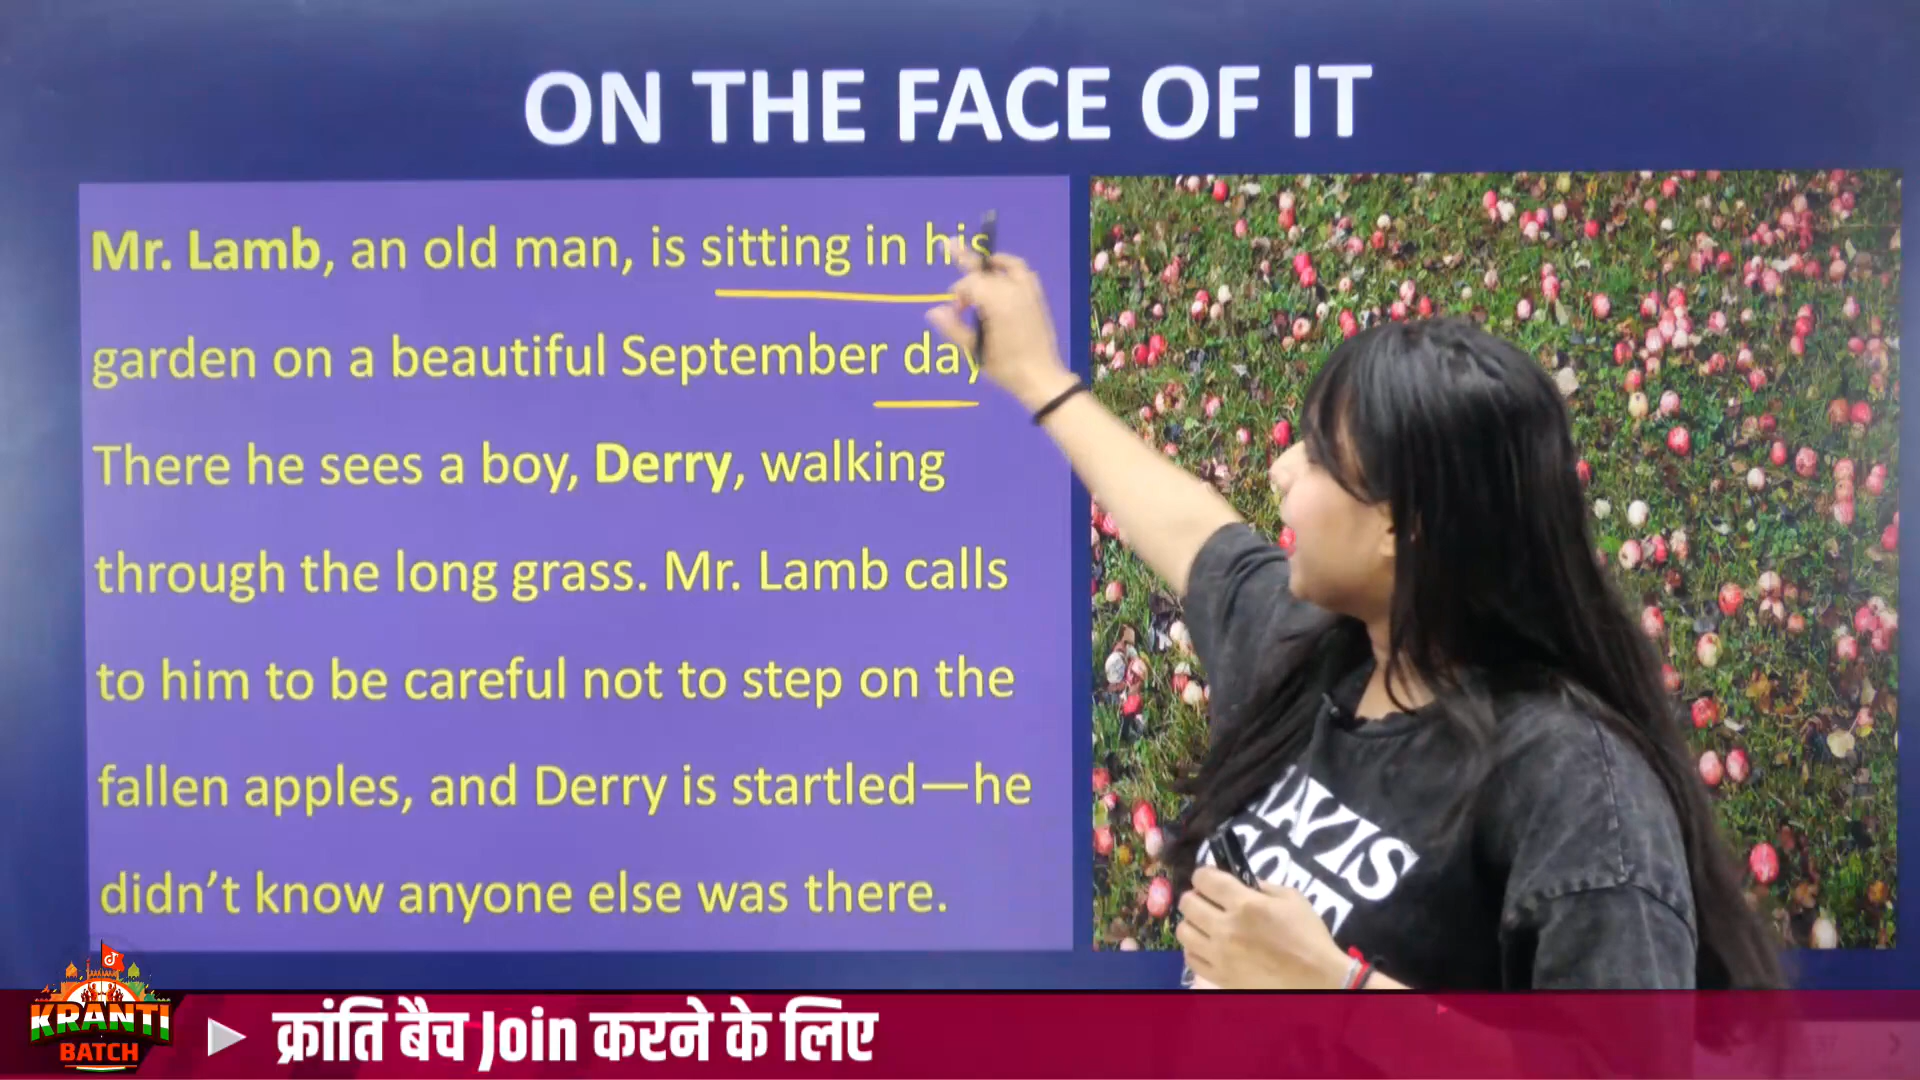 ON THE FACE OF IT
Mr. Lamb, an old man, is sitting in his
garden on a beautiful September day
There he sees a boy, Derry, walking
through the long grass. Mr. Lamb calls
to him to be careful not to step on the
fallen apples, and Derry is startled—he
didn’t know anyone else was there.
KRANTI
BATCH
क्रांति बैच Join करने के लिए